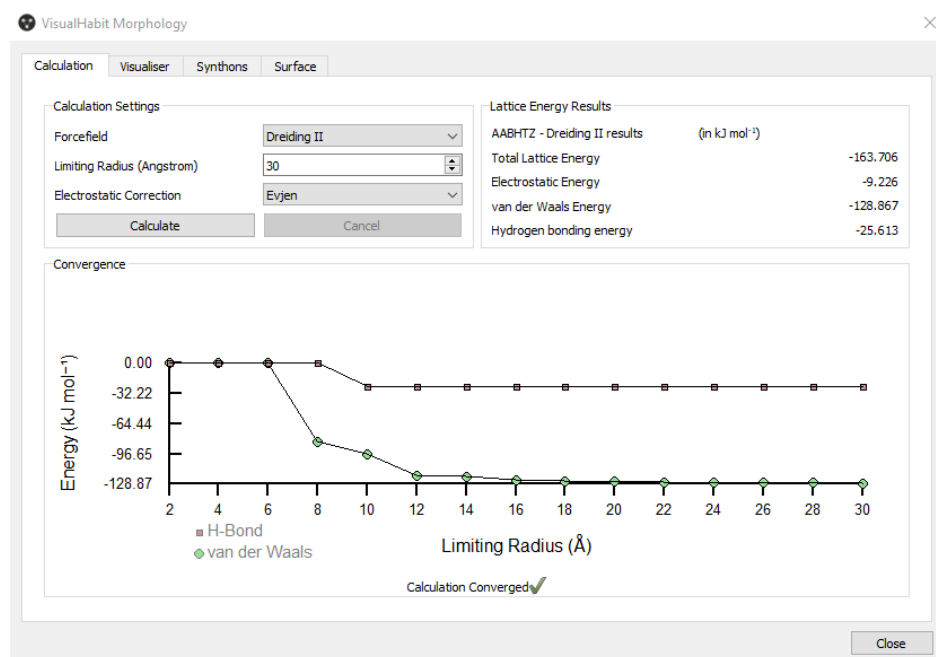 VisualHabit Morphology
Calculation Visualiser Synthons Surface
Calculation Settings
Forcefield Dreiding II
Limiting Radius (Angstrom) 30
Electrostatic Correction Evjen
Calculate Cancel
Lattice Energy Results
AABHTZ - Dreiding II results (in kJ mol⁻¹)
Total Lattice Energy -163.706
Electrostatic Energy -9.226
van der Waals Energy -128.867
Hydrogen bonding energy -25.613
Convergence
Energy (kJ mol⁻¹)
0.00
-32.22
-64.44
-96.65
-128.87
2 4 6 8 10 12 14 16 18 20 22 24 26 28 30
H-Bond
van der Waals
Limiting Radius (Å)
Calculation Converged
Close